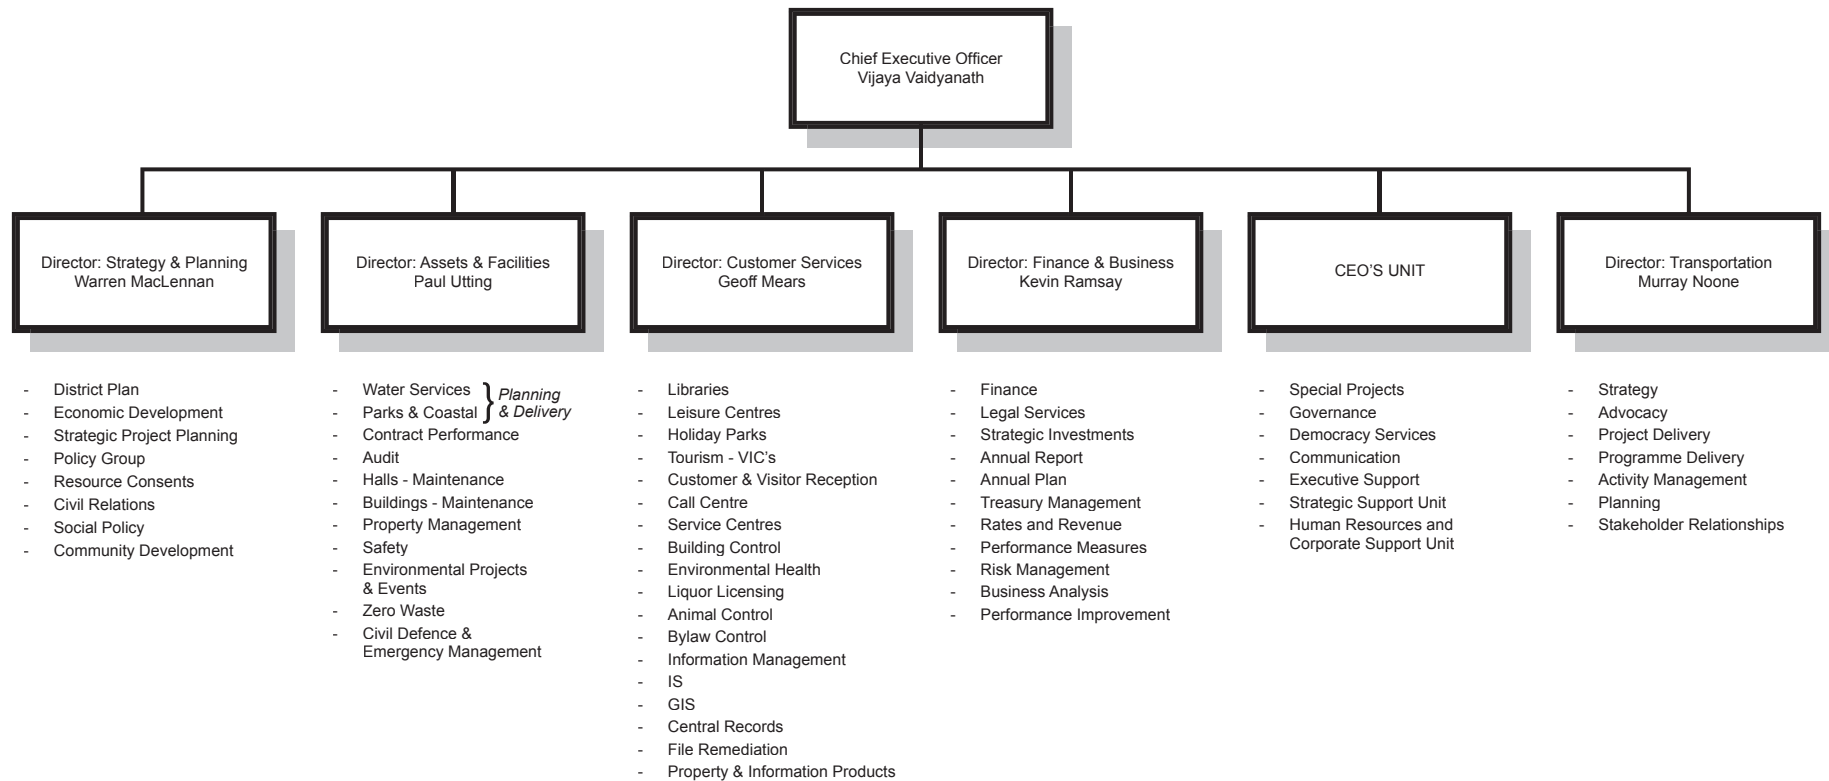 Chief Executive Officer
Vijaya Vaidyanath
Director: Strategy & Planning
Warren MacLennan
- District Plan
- Economic Development
- Strategic Project Planning
- Policy Group
- Resource Consents
- Civil Relations
- Social Policy
- Community Development
Director: Assets & Facilities
Paul Utting
- Water Services
- Parks & Coastal
} Planning
& Delivery
- Contract Performance
- Audit
- Halls - Maintenance
- Buildings - Maintenance
- Property Management
- Safety
- Environmental Projects
& Events
- Zero Waste
- Civil Defence &
Emergency Management
Director: Customer Services
Geoff Mears
- Libraries
- Leisure Centres
- Holiday Parks
- Tourism - VIC's
- Customer & Visitor Reception
- Call Centre
- Service Centres
- Building Control
- Environmental Health
- Liquor Licensing
- Animal Control
- Bylaw Control
- Information Management
- IS
- GIS
- Central Records
- File Remediation
- Property & Information Products
Director: Finance & Business
Kevin Ramsay
- Finance
- Legal Services
- Strategic Investments
- Annual Report
- Annual Plan
- Treasury Management
- Rates and Revenue
- Performance Measures
- Risk Management
- Business Analysis
- Performance Improvement
CEO'S UNIT
- Special Projects
- Governance
- Democracy Services
- Communication
- Executive Support
- Strategic Support Unit
- Human Resources and
Corporate Support Unit
Director: Transportation
Murray Noone
- Strategy
- Advocacy
- Project Delivery
- Programme Delivery
- Activity Management
- Planning
- Stakeholder Relationships